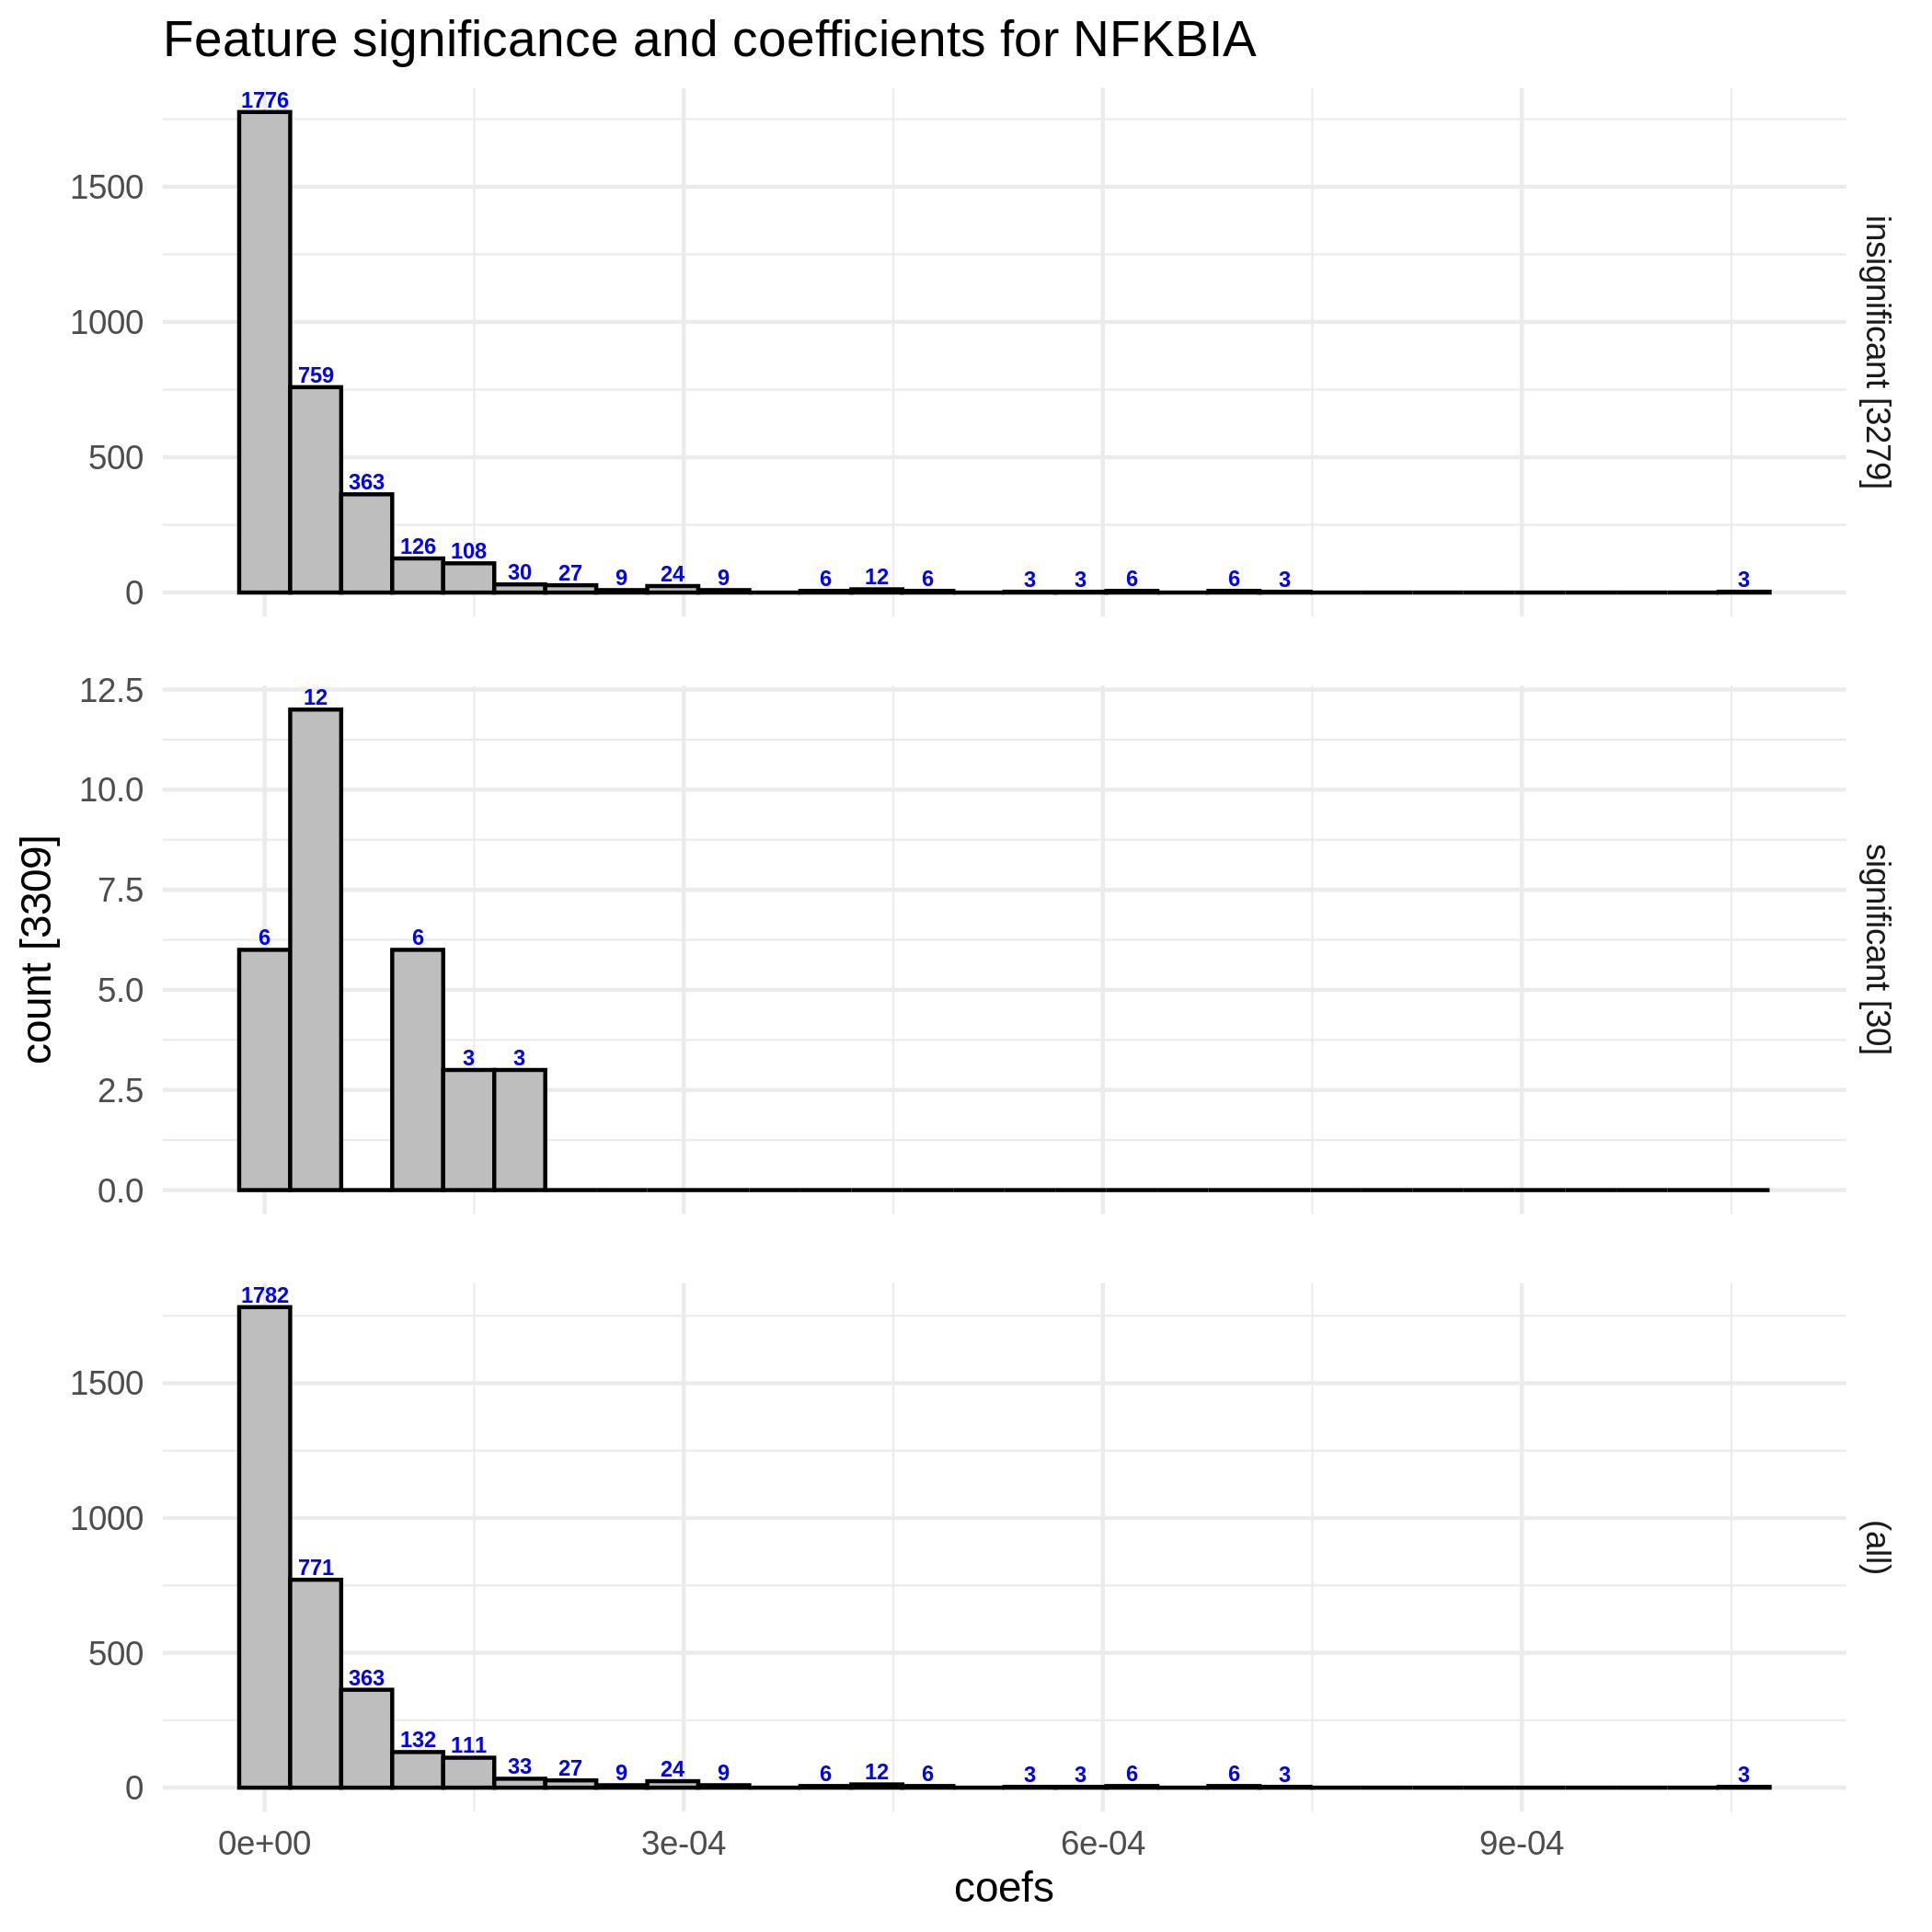 Feature significance and coefficients for NFKBIA
1776
1500
1000
759
500
363
126 108 30 27 9 24 9 6 12 6 3 3 6 6 3 3
0
insignificant [3279]
12.5
12
10.0
7.5
6 6
5.0
3 3
2.5
0.0
significant [30]
count [3309]
1782
1500
1000
771
500
363
132 111 33 27 9 24 9 6 12 6 3 3 6 6 3 3
0
(all)
0e+00 3e-04 6e-04 9e-04
coefs